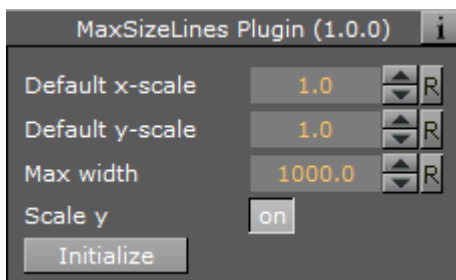 MaxSizeLines Plugin (1.0.0) i
Default x-scale 1.0 R
Default y-scale 1.0 R
Max width 1000.0 R
Scale y on
Initialize